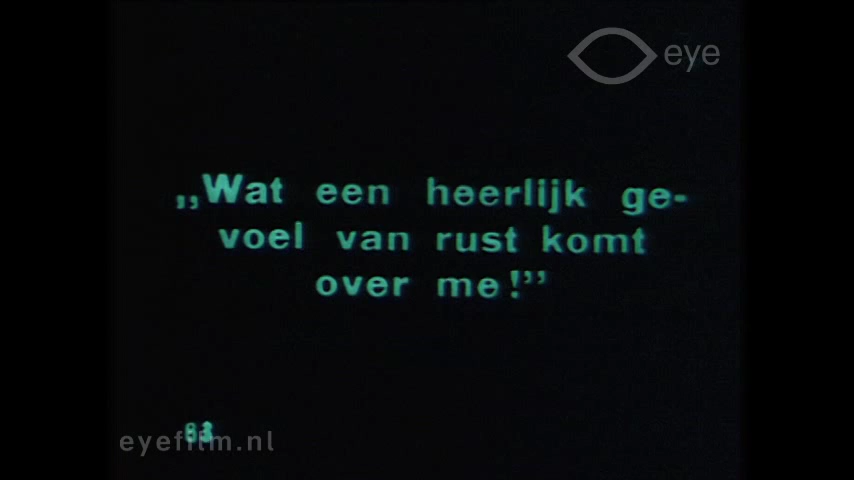 eye
„Wat een heerlijk ge-
voel van rust komt
over me!”
eyefilm.nl